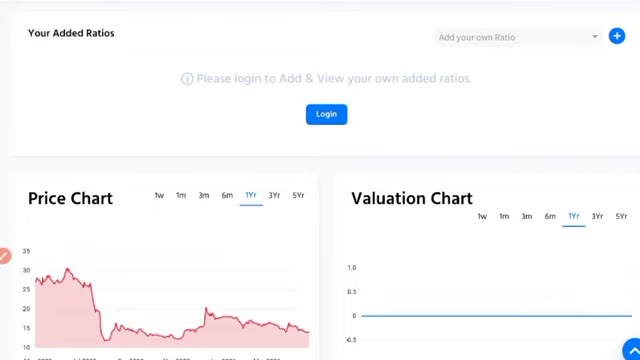 Your Added Ratios
Add your own Ratio
Please login to Add & View your own added ratios.
Login
Price Chart
1w 1m 3m 6m 1Yr 3Yr 5Yr
Valuation Chart
1w 1m 3m 6m 1Yr 3Yr 5Yr
35
30
25
20
15
10
1.0
0.5
0
-0.5